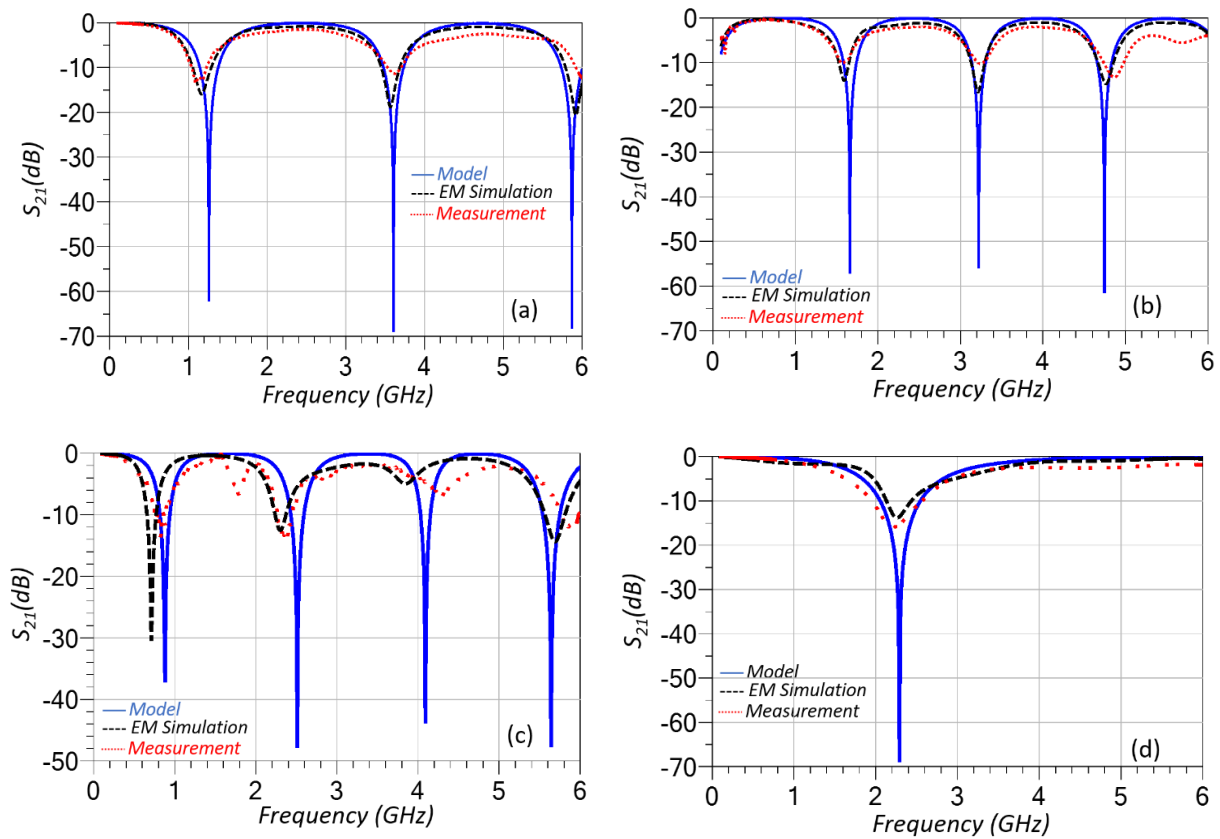 0
-10
-20
-30
-40
-50
-60
-70
S21(dB)
Model
EM Simulation
Measurement
(a)
0 1 2 3 4 5 6
Frequency (GHz)
0
-10
-20
-30
-40
-50
-60
-70
S21(dB)
Model
EM Simulation
Measurement
(b)
0 1 2 3 4 5 6
Frequency (GHz)
0
-10
-20
-30
-40
-50
S21(dB)
Model
EM Simulation
Measurement
(c)
0 1 2 3 4 5 6
Frequency (GHz)
0
-10
-20
-30
-40
-50
-60
-70
S21(dB)
Model
EM Simulation
Measurement
(d)
0 1 2 3 4 5 6
Frequency (GHz)